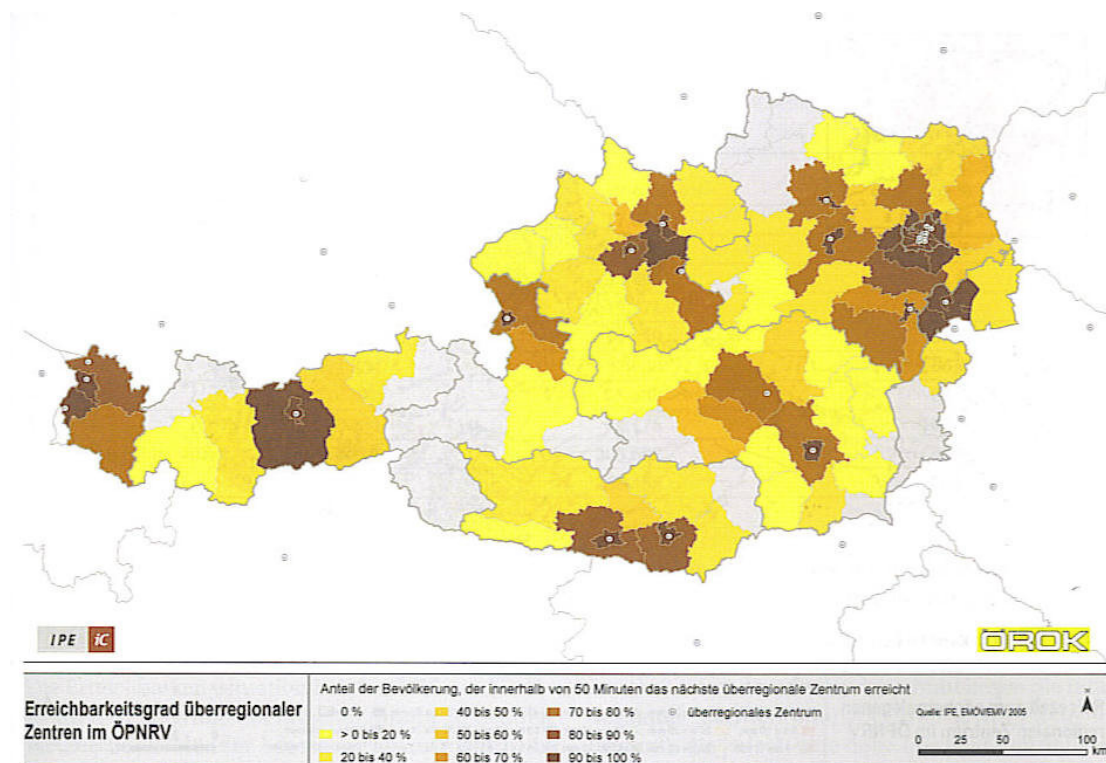 IPE iC
ÖROK
Erreichbarkeitsgrad überregionaler
Zentren im ÖPNRV
Anteil der Bevölkerung, der innerhalb von 50 Minuten das nächste überregionale Zentrum erreicht
0 % 40 bis 50 % 70 bis 80 % überregionales Zentrum
> 0 bis 20 % 50 bis 60 % 80 bis 90 %
20 bis 40 % 60 bis 70 % 90 bis 100 %
Quelle: IPE, EMÖ/VEMIV 2005
0 25 50 100
km